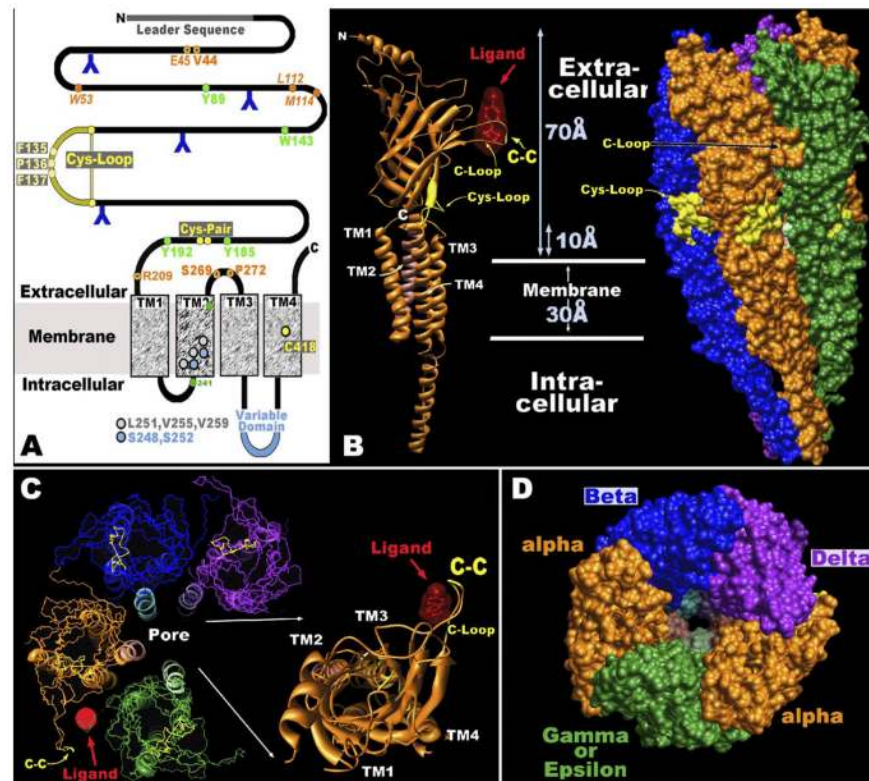 N
Leader Sequence
E45 V44
W53
Y89
L112
M114
W143
F135
P136
F137
Cys-Loop
Cys-Pair
Y192
Y185
C
R209
S269
P272
Extracellular
TM1
TM2
TM3
TM4
Membrane
C418
Intracellular
241
L251,V255,V259
S248,S252
Variable
Domain
A
N
Ligand
C-C
C-Loop
Cys-Loop
C
TM1
TM2
TM3
TM4
Extra-
cellular
70Å
10Å
Membrane
30Å
Intra-
cellular
C-Loop
Cys-Loop
B
C
Pore
C-C
Ligand
Ligand
C-C
C-Loop
TM3
TM2
TM4
TM1
D
Beta
alpha
Delta
alpha
Gamma
or
Epsilon